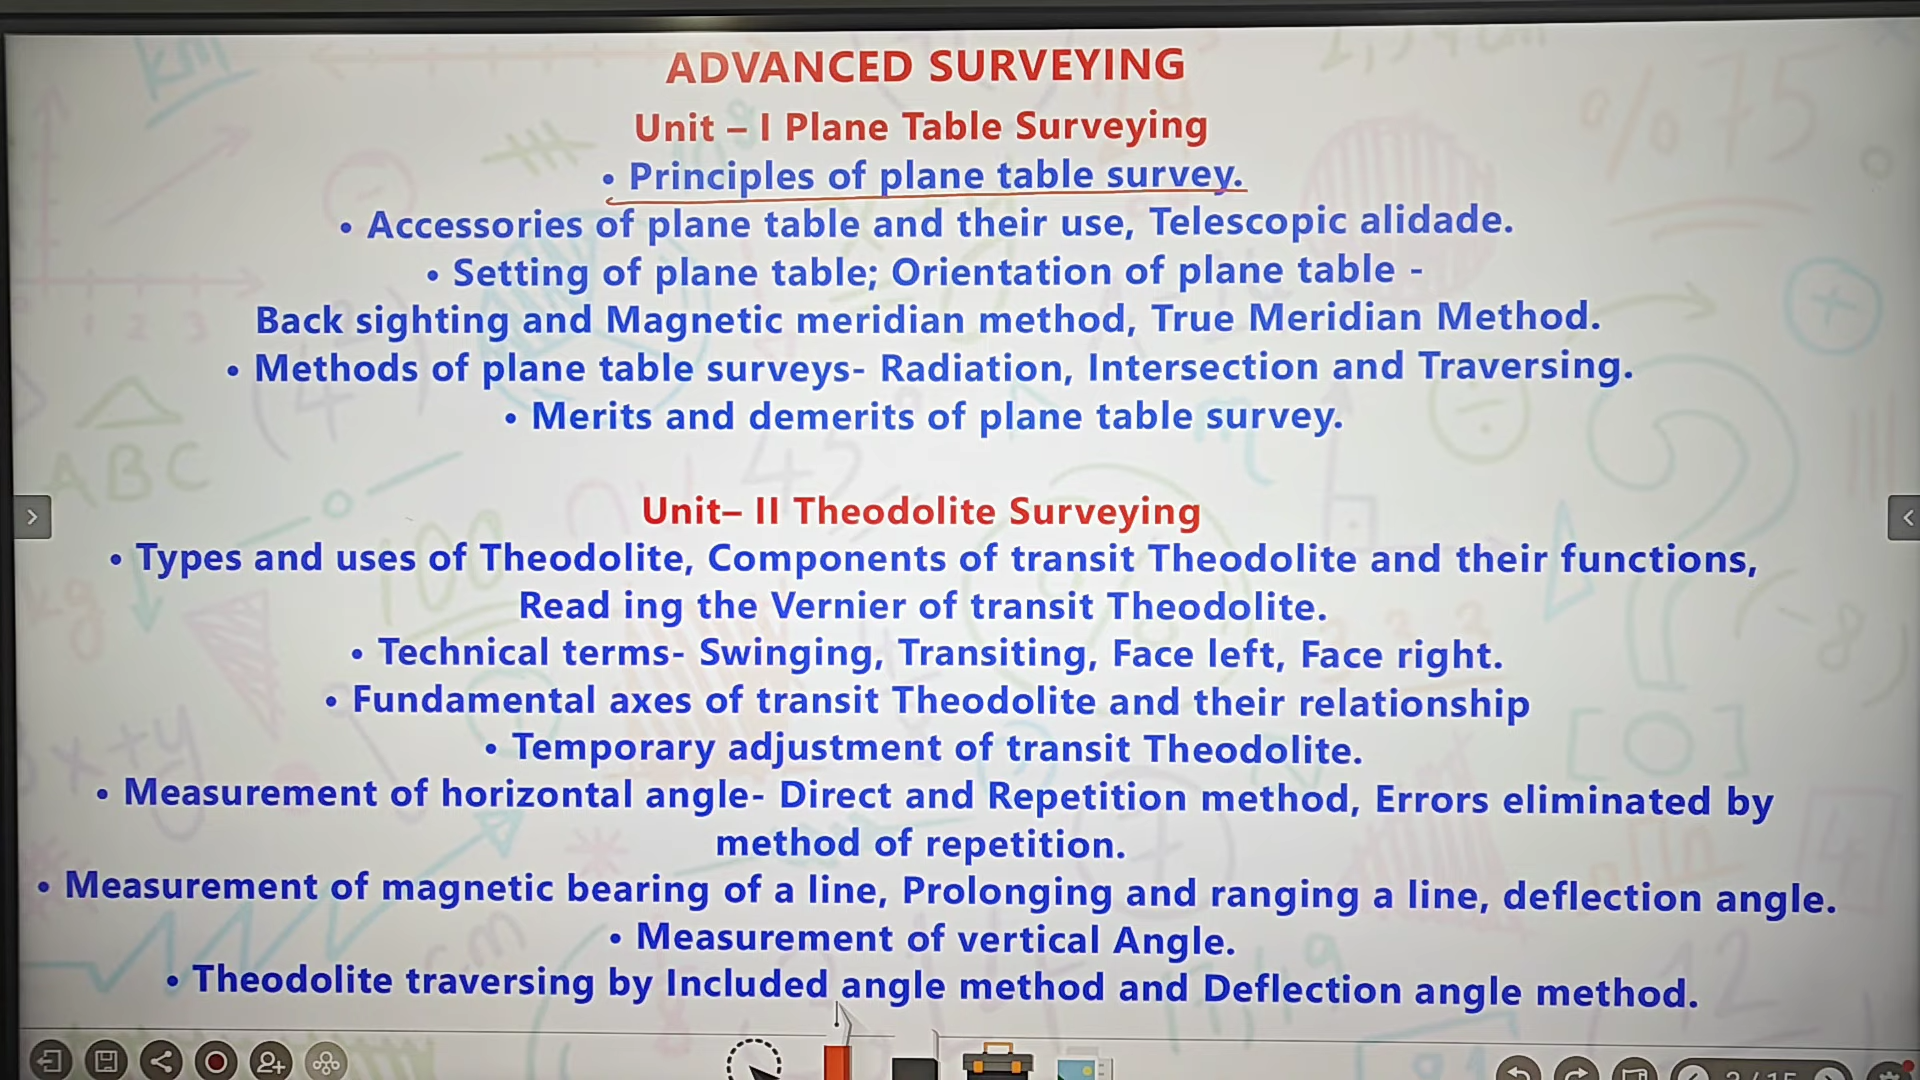 ADVANCED SURVEYING
Unit – I Plane Table Surveying
• Principles of plane table survey.
• Accessories of plane table and their use, Telescopic alidade.
• Setting of plane table; Orientation of plane table -
Back sighting and Magnetic meridian method, True Meridian Method.
• Methods of plane table surveys- Radiation, Intersection and Traversing.
• Merits and demerits of plane table survey.
Unit– II Theodolite Surveying
• Types and uses of Theodolite, Components of transit Theodolite and their functions,
Read ing the Vernier of transit Theodolite.
• Technical terms- Swinging, Transiting, Face left, Face right.
• Fundamental axes of transit Theodolite and their relationship
• Temporary adjustment of transit Theodolite.
• Measurement of horizontal angle- Direct and Repetition method, Errors eliminated by
method of repetition.
• Measurement of magnetic bearing of a line, Prolonging and ranging a line, deflection angle.
• Measurement of vertical Angle.
• Theodolite traversing by Included angle method and Deflection angle method.